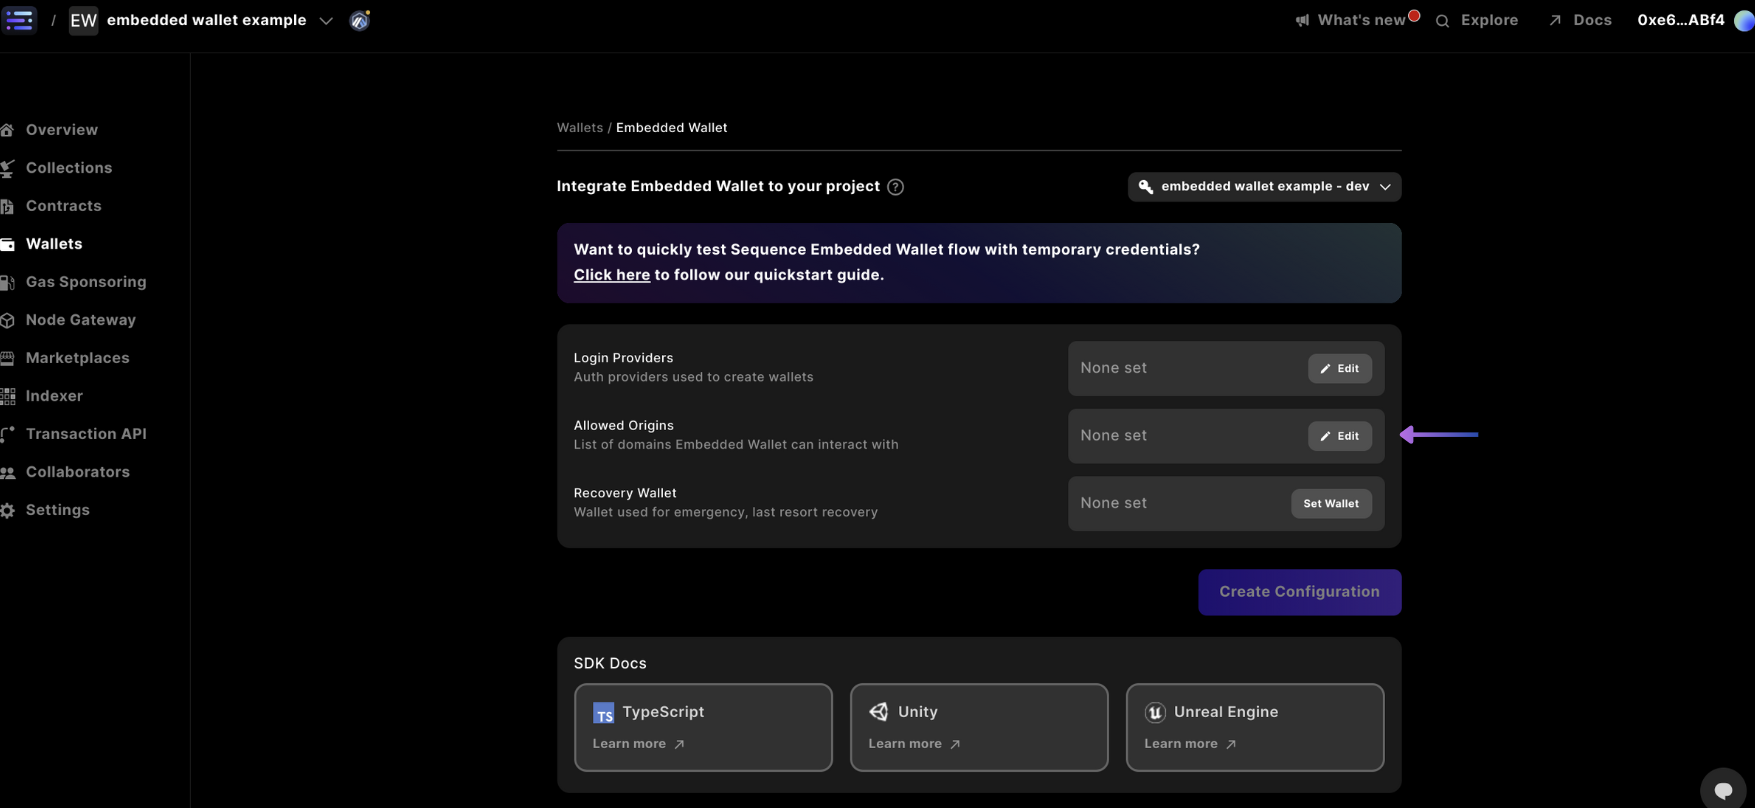 / EW embedded wallet example
What's new Explore Docs 0xe6...ABf4
Overview
Collections
Contracts
Wallets
Gas Sponsoring
Node Gateway
Marketplaces
Indexer
Transaction API
Collaborators
Settings
Wallets / Embedded Wallet
Integrate Embedded Wallet to your project ?
embedded wallet example - dev
Want to quickly test Sequence Embedded Wallet flow with temporary credentials?
Click here to follow our quickstart guide.
Login Providers
Auth providers used to create wallets
None set Edit
Allowed Origins
List of domains Embedded Wallet can interact with
None set Edit
Recovery Wallet
Wallet used for emergency, last resort recovery
None set Set Wallet
Create Configuration
SDK Docs
TS TypeScript
Learn more
Unity
Learn more
Unreal Engine
Learn more